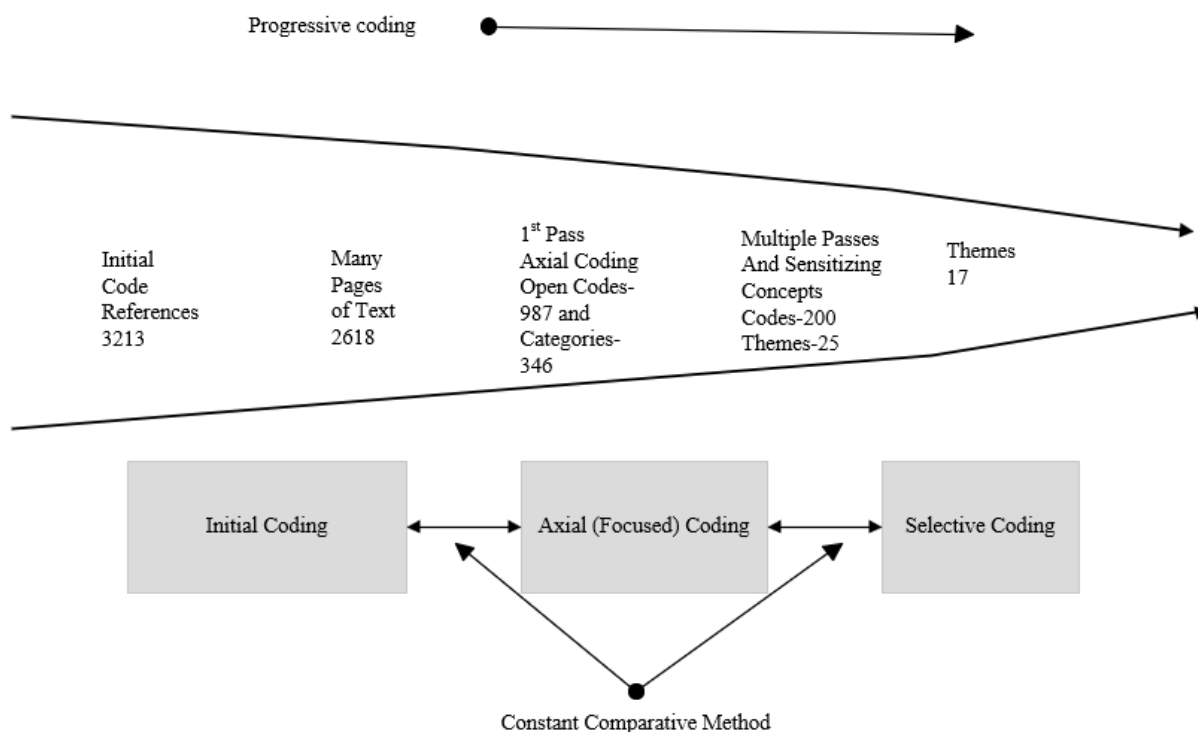 Progressive coding
Initial
Code
References
3213
Many
Pages
of Text
2618
1st Pass
Axial Coding
Open Codes-
987 and
Categories-
346
Multiple Passes
And Sensitizing
Concepts
Codes-200
Themes-25
Themes
17
Initial Coding
Axial (Focused) Coding
Selective Coding
Constant Comparative Method